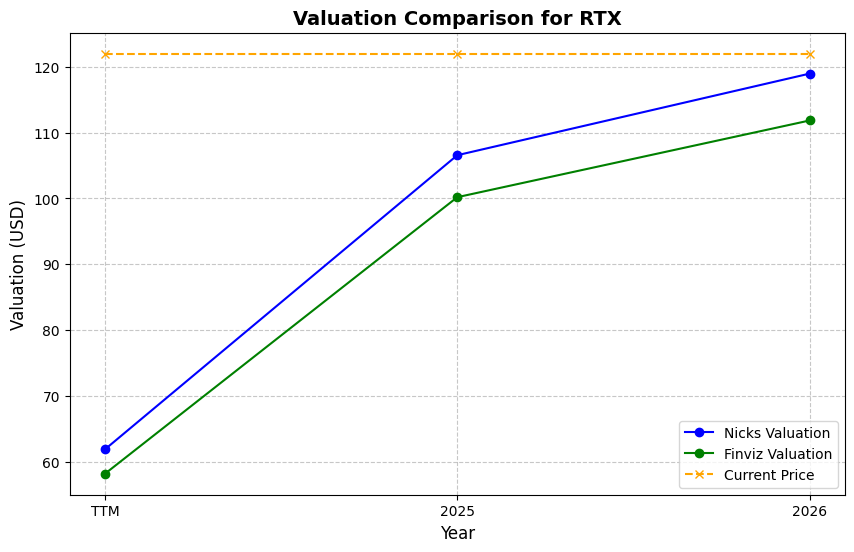 Valuation Comparison for RTX
Valuation (USD)
120
110
100
90
80
70
60
TTM
2025
2026
Year
Nicks Valuation
Finviz Valuation
Current Price